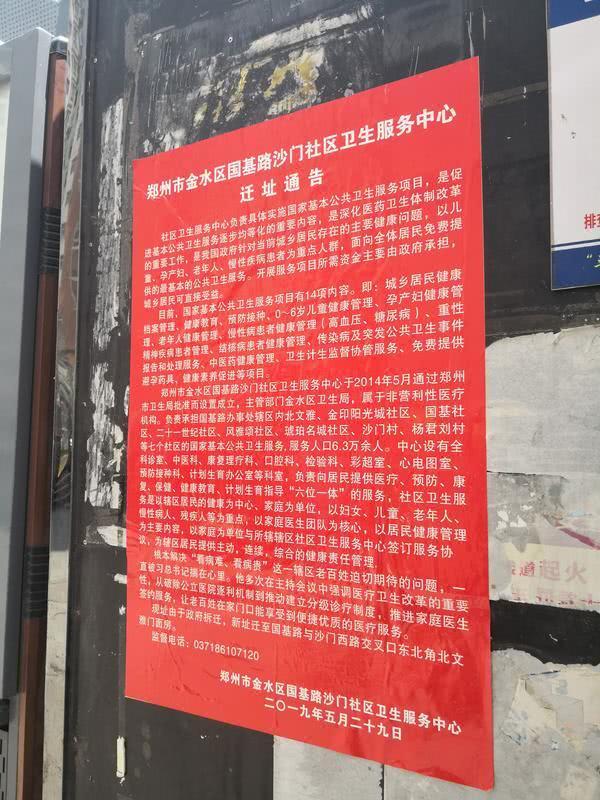 郑州市金水区国基路沙门社区卫生服务中心
迁址通告
社区卫生服务中心负责具体实施国家基本公共卫生服务项目，是促
进基本公共卫生服务逐步均等化的重要内容，是深化医药卫生体制改革
的重要工作，是我国政府针对当前城乡居民存在的主要健康问题，以儿
童、孕产妇、老年人、慢性疾病患者为重点人群，面向全体居民免费提
供的最基本的公共卫生服务。开展服务项目所需资金主要由政府承担，
城乡居民可直接受益。
目前，国家基本公共卫生服务项目有14项内容。即：城乡居民健康
档案管理、健康教育、预防接种、0～6岁儿童健康管理、孕产妇健康管
理、老年人健康管理、慢性病患者健康管理（高血压、糖尿病）、重性
精神疾病患者管理、结核病患者健康管理、传染病及突发公共卫生事件
报告和处理服务、中医药健康管理、卫生计生监督协管服务、免费提供
避孕药具、健康素养促进等项目。
郑州市金水区国基路沙门社区卫生服务中心于2014年5月通过郑州
市卫生局批准而设置成立，主管部门金水区卫生局，属于非营利性医疗
机构。负责承担国基路办事处辖区内北文雅、金印阳光城社区、国基社
区、二十一世纪社区、风雅颂社区、琥珀名城社区、沙门村、杨君刘村
等七个社区的国家基本公共卫生服务，服务人口6.3万余人。中心设有全
科诊室、中医科、康复理疗科、口腔科、检验科、彩超室、心电图室、
预防接种科、计划生育办公室等科室，负责向居民提供医疗、预防、康
复、保健、健康教育、计划生育指导“六位一体”的服务，社区卫生服
务是以辖区居民的健康为中心、家庭为单位，以妇女、儿童、老年人、
慢性病人、残疾人等为重点，以家庭医生团队为核心，以居民健康管理
为主要内容，以家庭为单位与所辖辖区社区卫生服务中心签订服务协
议，为辖区居民提供主动，连续，综合的健康责任管理。
根本解决“看病难、看病贵”这一辖区老百姓迫切期待的问题，一
直被习总书记揣在心里。他多次在主持会议中强调医疗卫生改革的重要
性，从破除公立医院逐利机制到推动建立分级诊疗制度，推进家庭医生
签约服务，让老百姓在家门口能享受到便捷优质的医疗服务。
现址由于政府拆迁，新址迁至国基路与沙门西路交叉口东北角北文
雅门面房。
监督电话：037186107120
郑州市金水区国基路沙门社区卫生服务中心
二〇一九年五月二十九日
排查
道起火